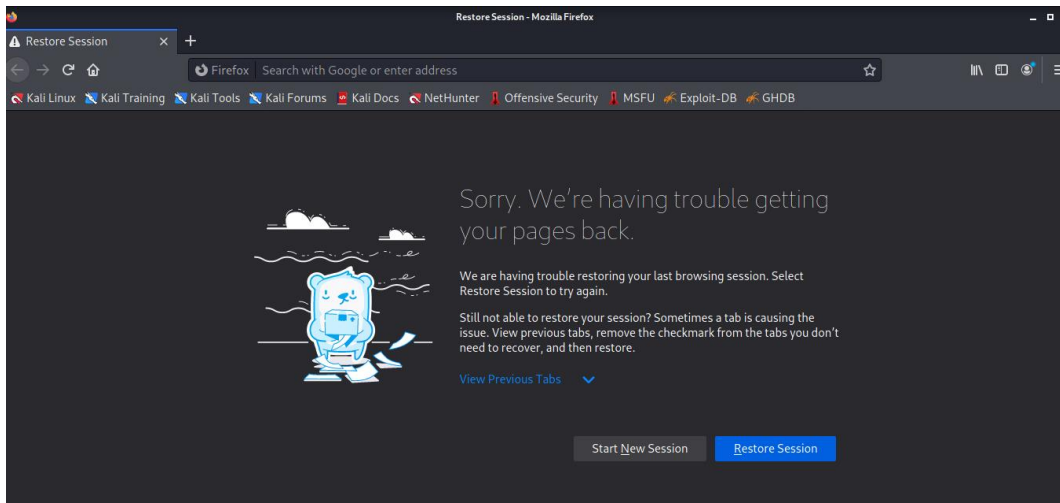 Restore Session - Mozilla Firefox
Restore Session
Firefox Search with Google or enter address
Kali Linux Kali Training Kali Tools Kali Forums Kali Docs NetHunter Offensive Security MSFU Exploit-DB GHDB
Sorry. We're having trouble getting
your pages back.
We are having trouble restoring your last browsing session. Select
Restore Session to try again.
Still not able to restore your session? Sometimes a tab is causing the
issue. View previous tabs, remove the checkmark from the tabs you don't
need to recover, and then restore.
View Previous Tabs
Start New Session Restore Session